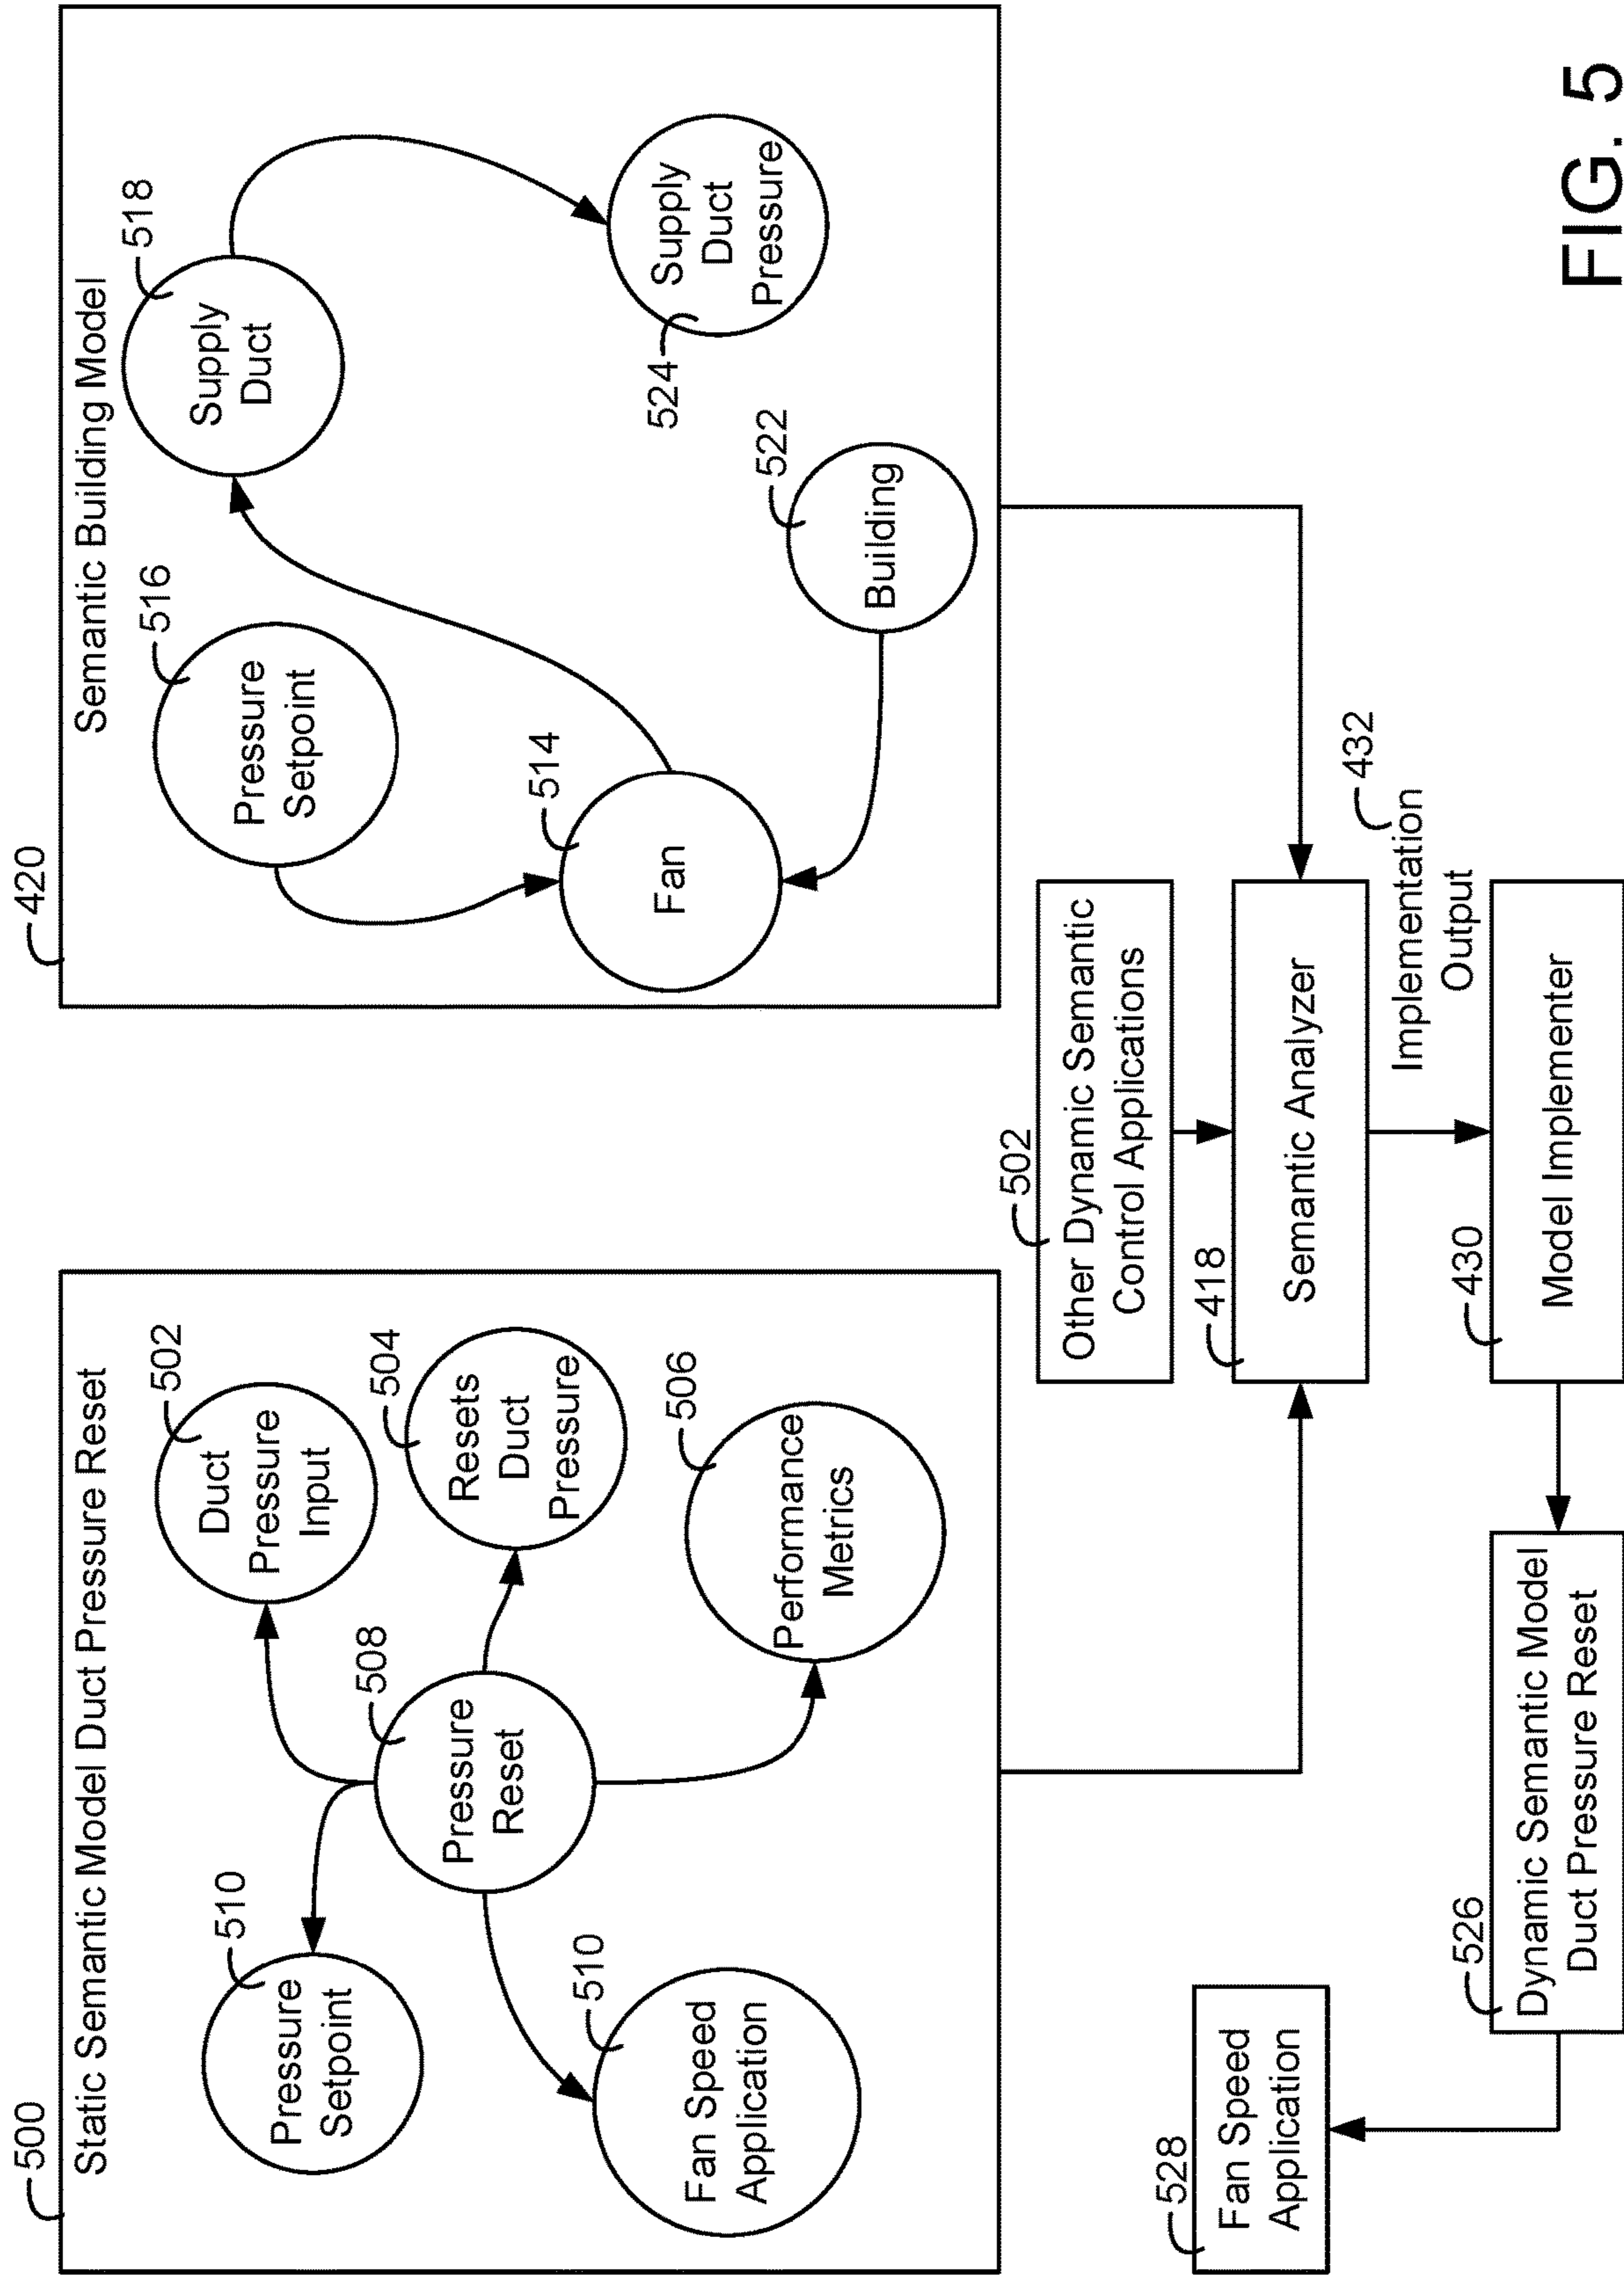 500
Static Semantic Model Duct Pressure Reset
510
Pressure
Setpoint
502
Duct
Pressure
Input
508
Pressure
Reset
504
Resets
Duct
Pressure
510
Fan Speed
Application
506
Performance
Metrics
420
Semantic Building Model
516
Pressure
Setpoint
518
Supply
Duct
514
Fan
524
Supply
Duct
Pressure
522
Building
502
Other Dynamic Semantic
Control Applications
418
Semantic Analyzer
432
Implementation
Output
430
Model Implementer
526
Dynamic Semantic Model
Duct Pressure Reset
528
Fan Speed
Application
FIG. 5